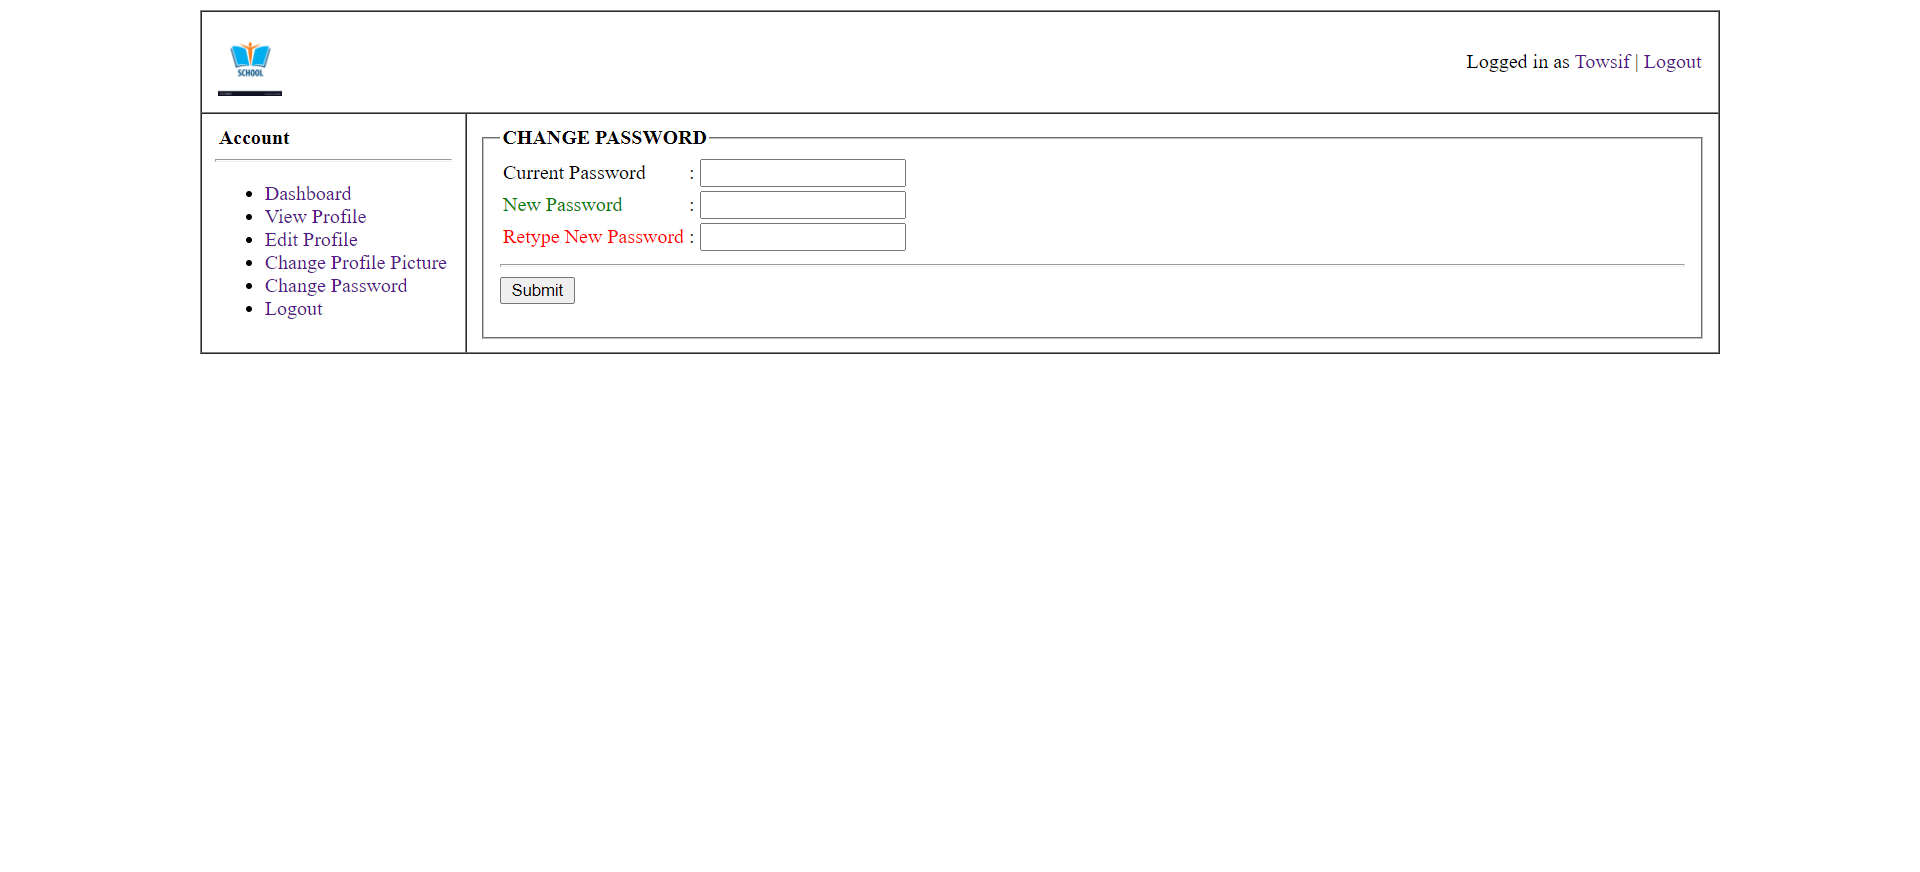 SCHOOL
Logged in as Towsif | Logout
Account
Dashboard
View Profile
Edit Profile
Change Profile Picture
Change Password
Logout
CHANGE PASSWORD
Current Password :
New Password :
Retype New Password :
Submit